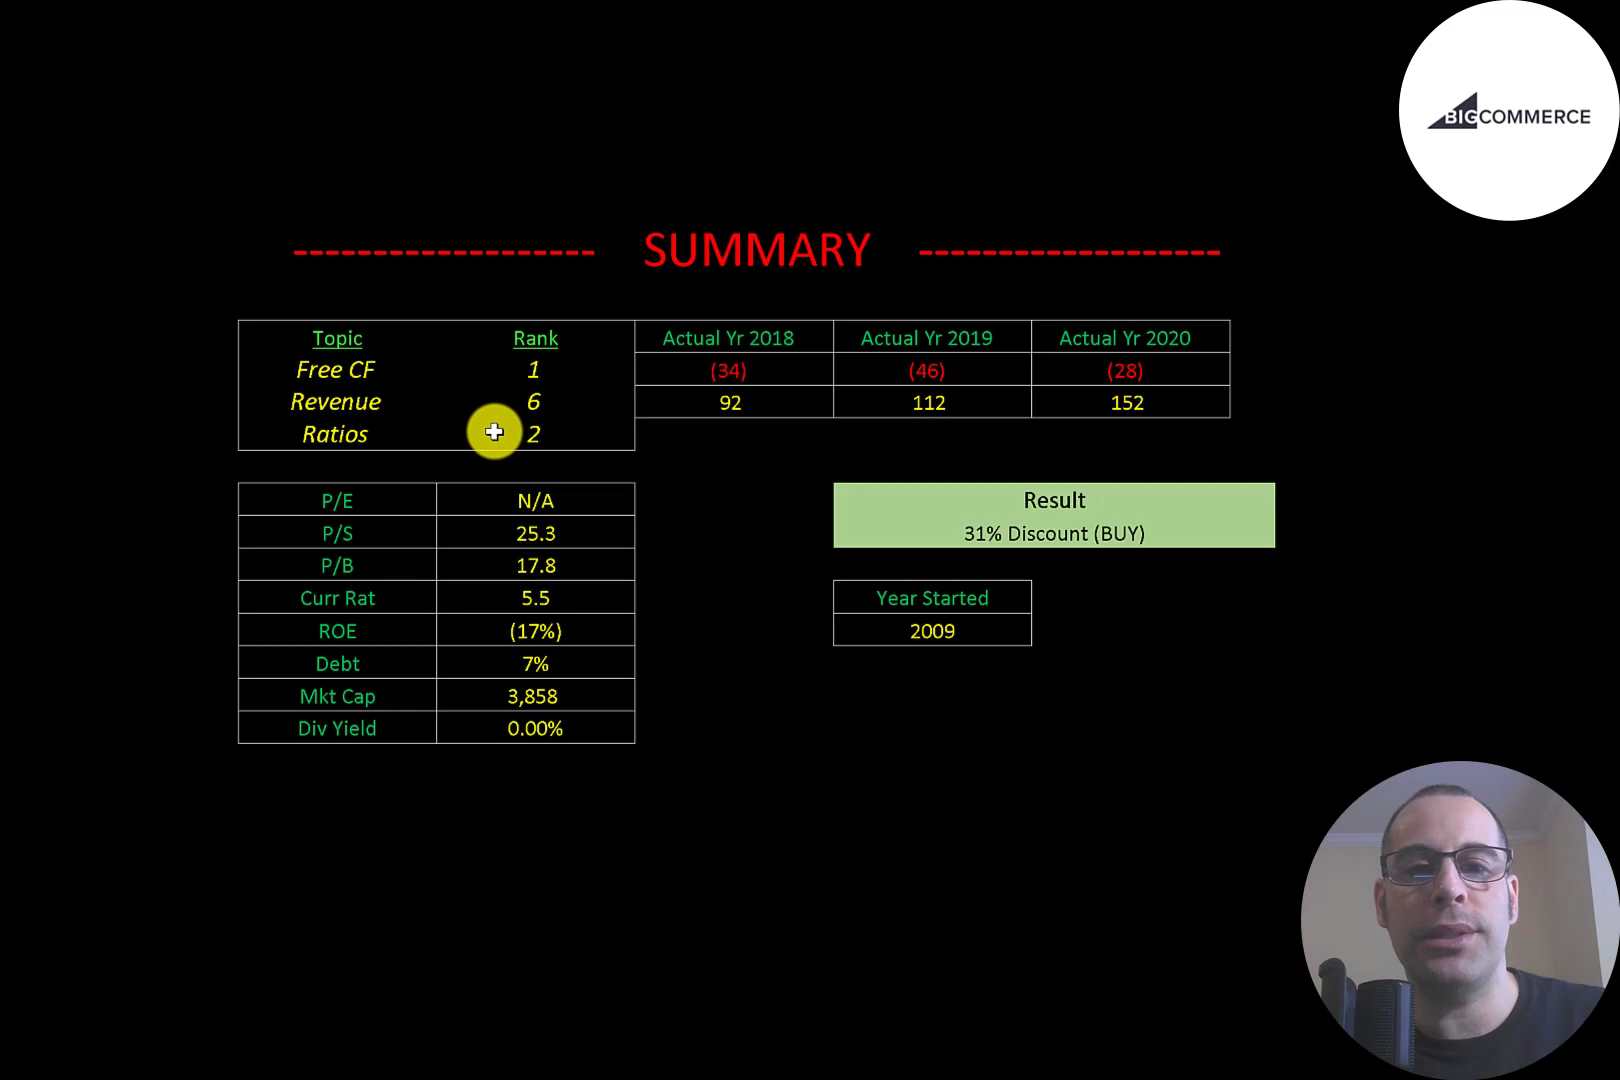 BIGCOMMERCE
------------------- SUMMARY -------------------
Topic Rank Actual Yr 2018 Actual Yr 2019 Actual Yr 2020
Free CF 1 (34) (46) (28)
Revenue 6 92 112 152
Ratios 2
P/E N/A
P/S 25.3
P/B 17.8
Curr Rat 5.5
ROE (17%)
Debt 7%
Mkt Cap 3,858
Div Yield 0.00%
Result
31% Discount (BUY)
Year Started
2009